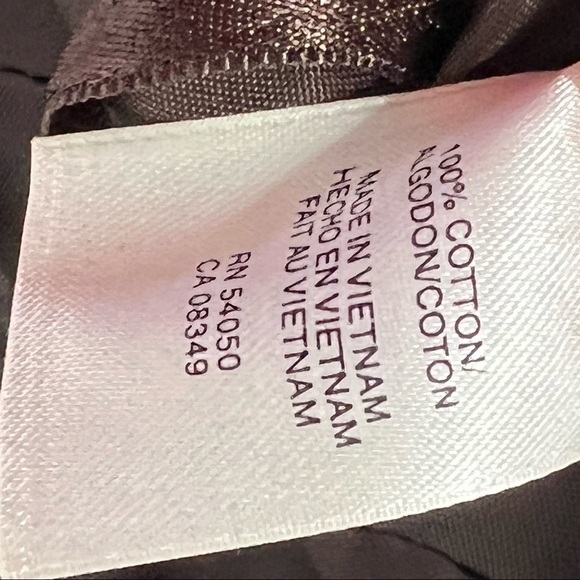 100% COTTON/
ALGODON/COTON
MADE IN VIETNAM
HECHO EN VIETNAM
FAIT AU VIETNAM
RN 54050
CA 08349